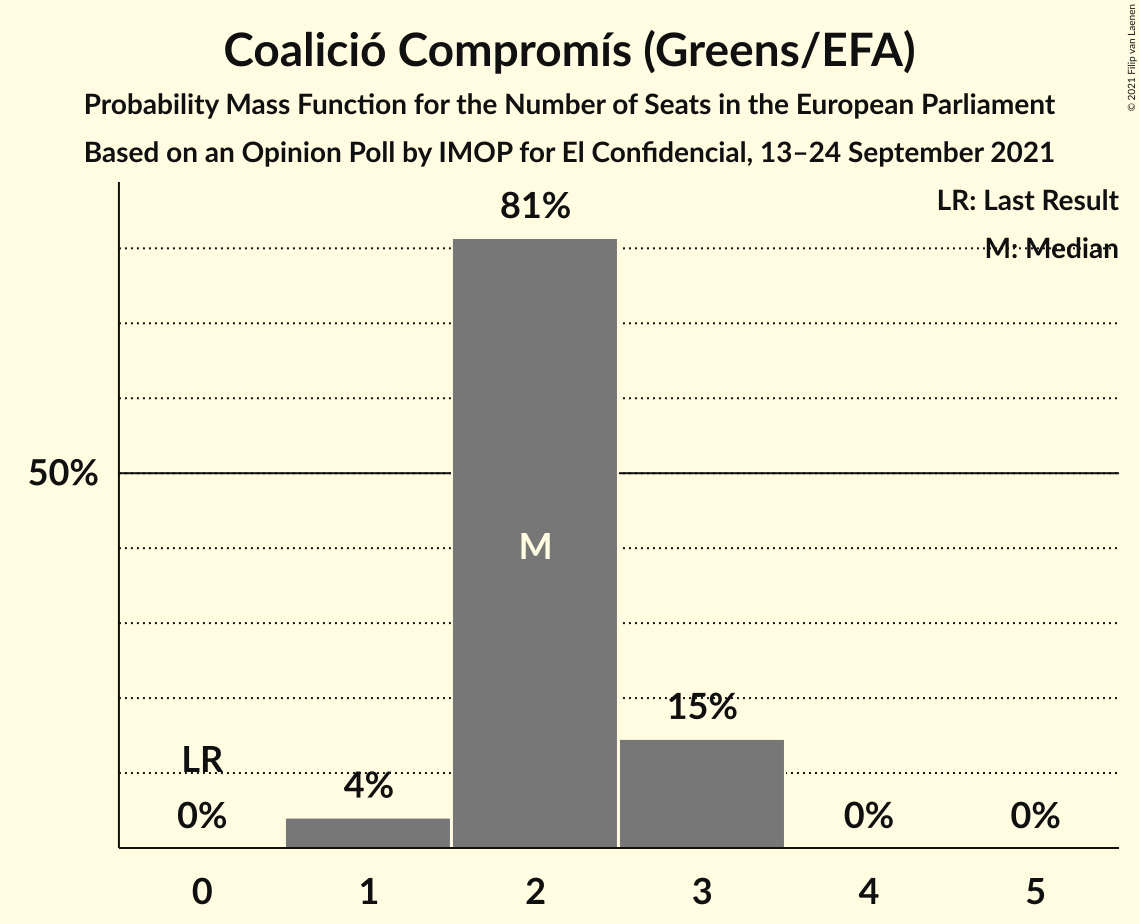 Coalició Compromís (Greens/EFA)
Probability Mass Function for the Number of Seats in the European Parliament
Based on an Opinion Poll by IMOP for El Confidencial, 13–24 September 2021
© 2021 Filip van Laenen
LR: Last Result
M: Median
81%
50%
M
15%
LR
4%
0%
0%
0%
0
1
2
3
4
5